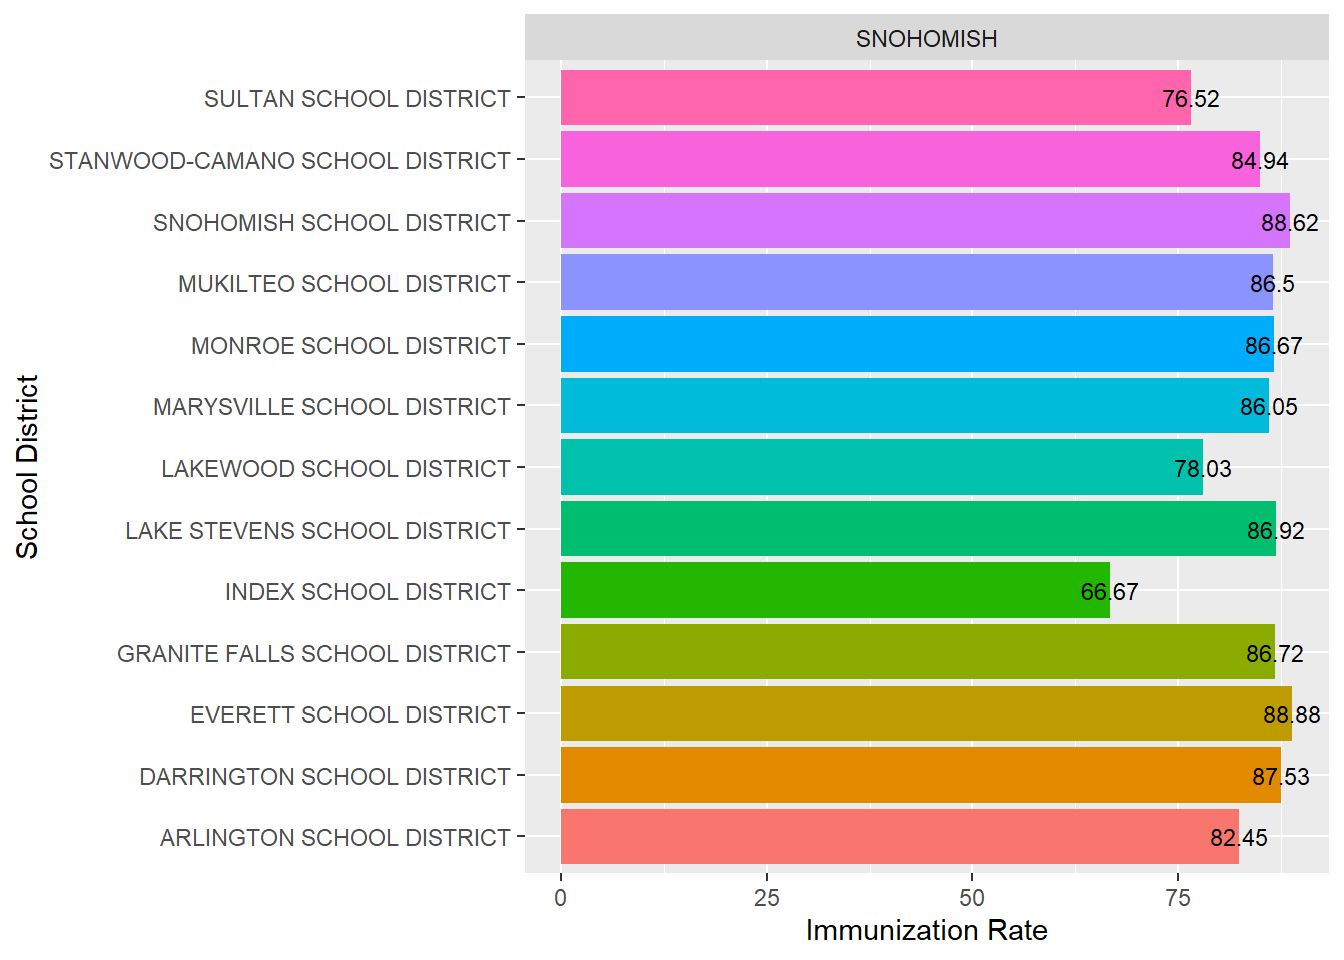 SNOHOMISH
SULTAN SCHOOL DISTRICT 76.52
STANWOOD-CAMANO SCHOOL DISTRICT 84.94
SNOHOMISH SCHOOL DISTRICT 88.62
MUKILTEO SCHOOL DISTRICT 86.5
MONROE SCHOOL DISTRICT 86.67
MARYSVILLE SCHOOL DISTRICT 86.05
LAKEWOOD SCHOOL DISTRICT 78.03
LAKE STEVENS SCHOOL DISTRICT 86.92
INDEX SCHOOL DISTRICT 66.67
GRANITE FALLS SCHOOL DISTRICT 86.72
EVERETT SCHOOL DISTRICT 88.88
DARRINGTON SCHOOL DISTRICT 87.53
ARLINGTON SCHOOL DISTRICT 82.45
School District
0 25 50 75
Immunization Rate